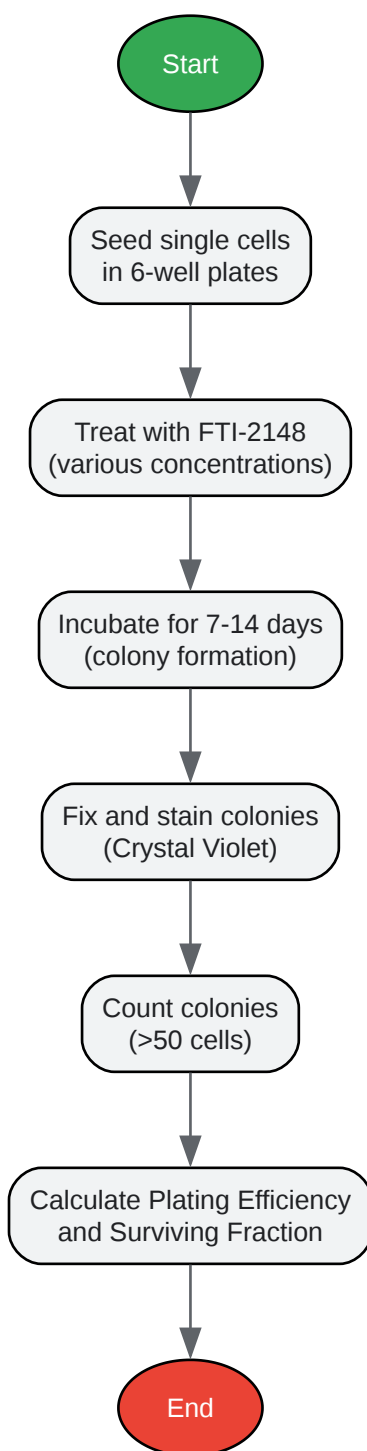 Start
Seed single cells
in 6-well plates
Treat with FTI-2148
(various concentrations)
Incubate for 7-14 days
(colony formation)
Fix and stain colonies
(Crystal Violet)
Count colonies
(>50 cells)
Calculate Plating Efficiency
and Surviving Fraction
End